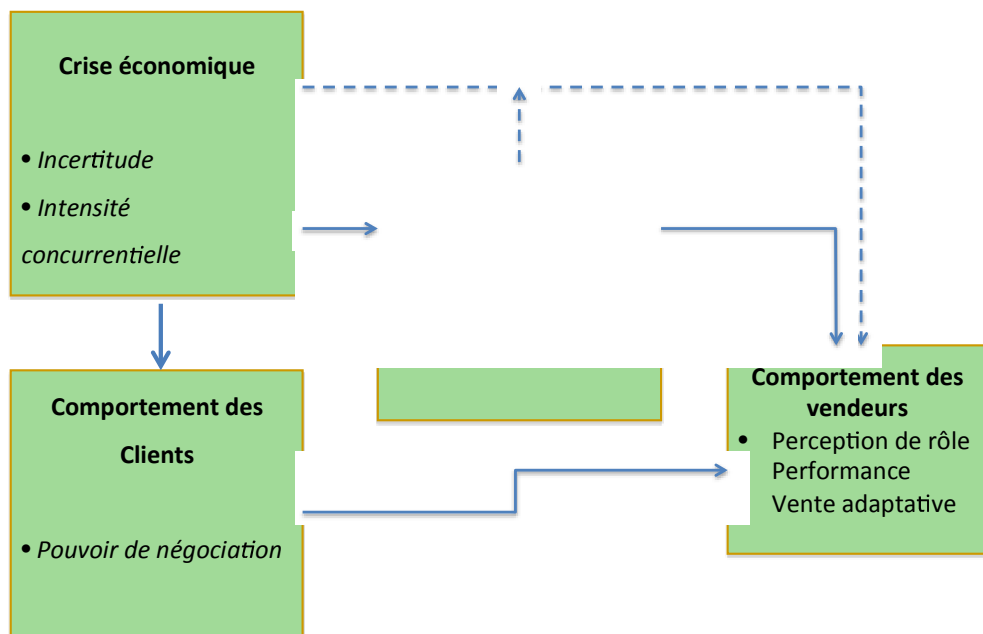 Crise économique
• Incertitude
• Intensité
concurrentielle
Comportement des
Clients
• Pouvoir de négociation
Comportement des
vendeurs
• Perception de rôle
Performance
Vente adaptative